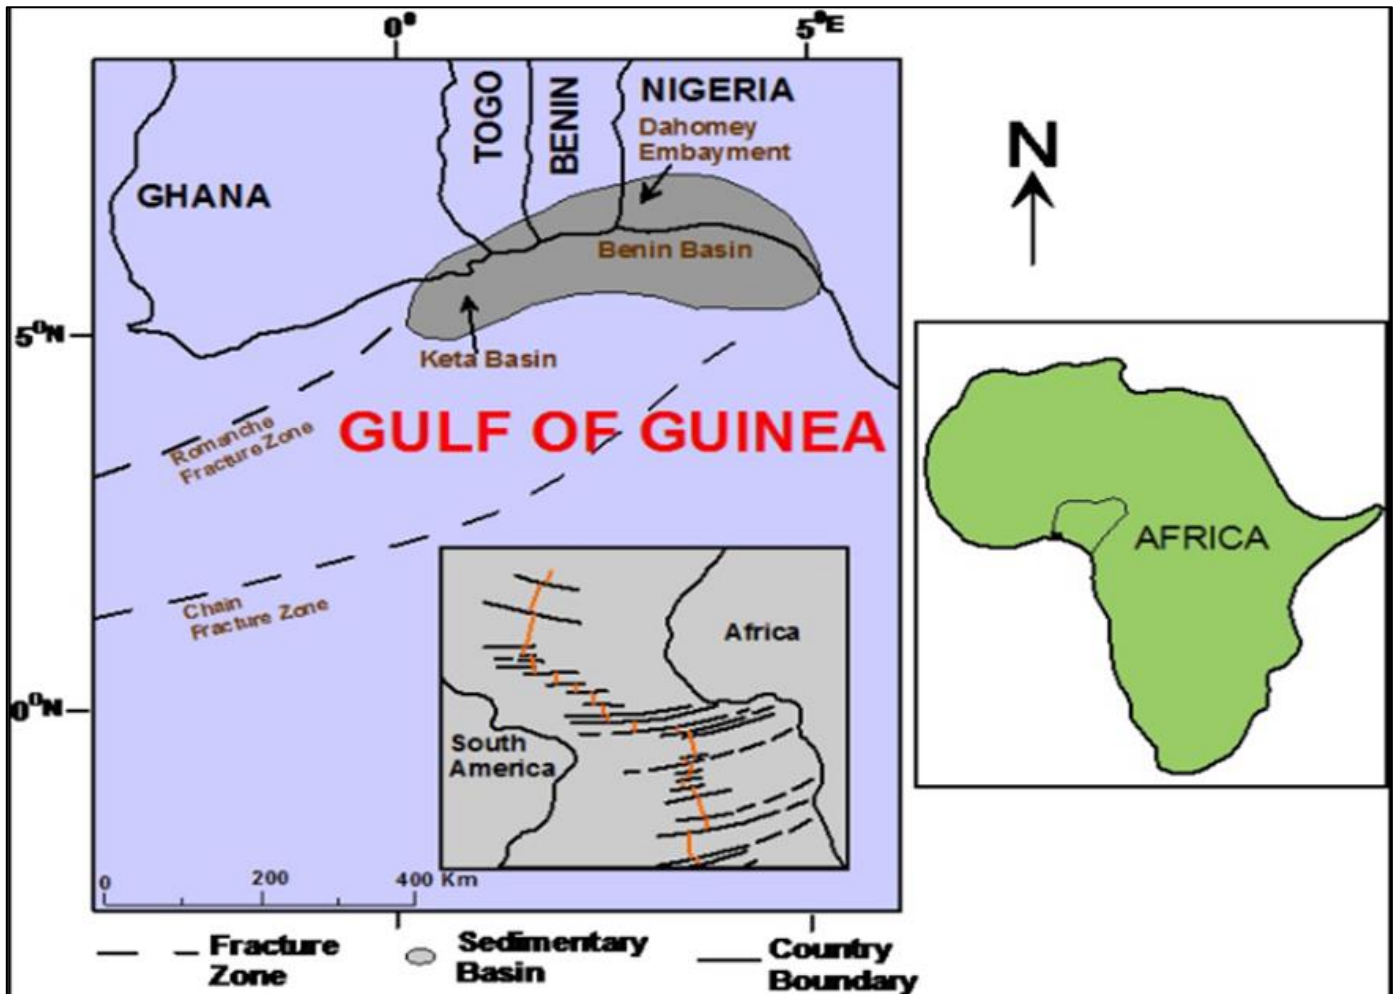 0°
5°E
TOGO
BENIN
NIGERIA
Dahomey
Embayment
GHANA
Benin Basin
5°N
Keta Basin
Romanche
Fracture Zone
GULF OF GUINEA
Chain
Fracture Zone
0°N
Africa
South
America
0 200 400 Km
N
AFRICA
Fracture
Zone
Sedimentary
Basin
Country
Boundary